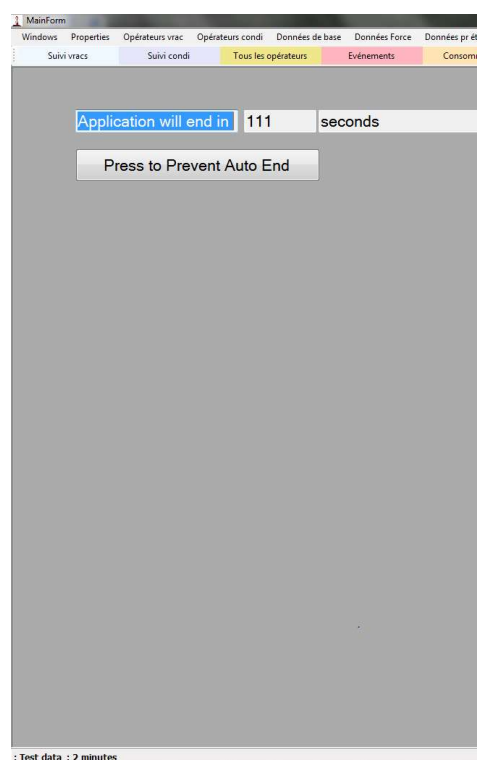 MainForm
Windows Properties Opérateurs vrac Opérateurs condi Données de base Données Force Données pr ét
Suivi vracs Suivi condi Tous les opérateurs Evénements Consom
Application will end in 111 seconds
Press to Prevent Auto End
: Test data : 2 minutes